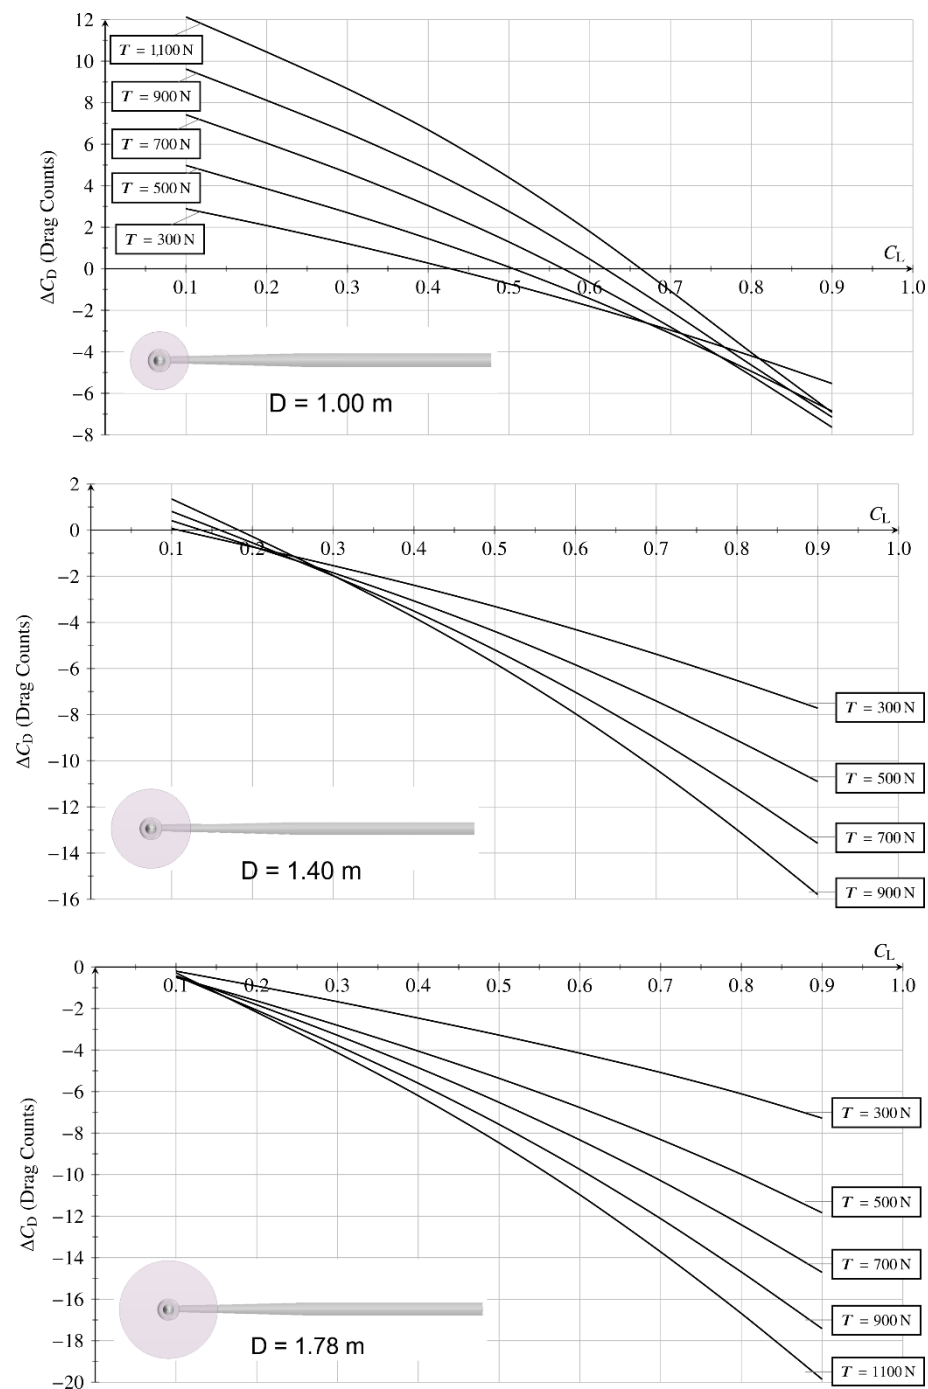 12
T = 1,100 N
10
T = 900 N
8
T = 700 N
6
T = 500 N
4
2
T = 300 N
C_L
0
0.1 0.2 0.3 0.4 0.5 0.6 0.7 0.8 0.9 1.0
−2
−4
−6
−8
ΔC_D (Drag Counts)
D = 1.00 m
2
C_L
0
0.1 0.2 0.3 0.4 0.5 0.6 0.7 0.8 0.9 1.0
−2
−4
−6
−8
−10
−12
−14
−16
ΔC_D (Drag Counts)
T = 300 N
T = 500 N
T = 700 N
T = 900 N
D = 1.40 m
C_L
0
0.1 0.2 0.3 0.4 0.5 0.6 0.7 0.8 0.9 1.0
−2
−4
−6
−8
−10
−12
−14
−16
−18
−20
ΔC_D (Drag Counts)
T = 300 N
T = 500 N
T = 700 N
T = 900 N
T = 1100 N
D = 1.78 m